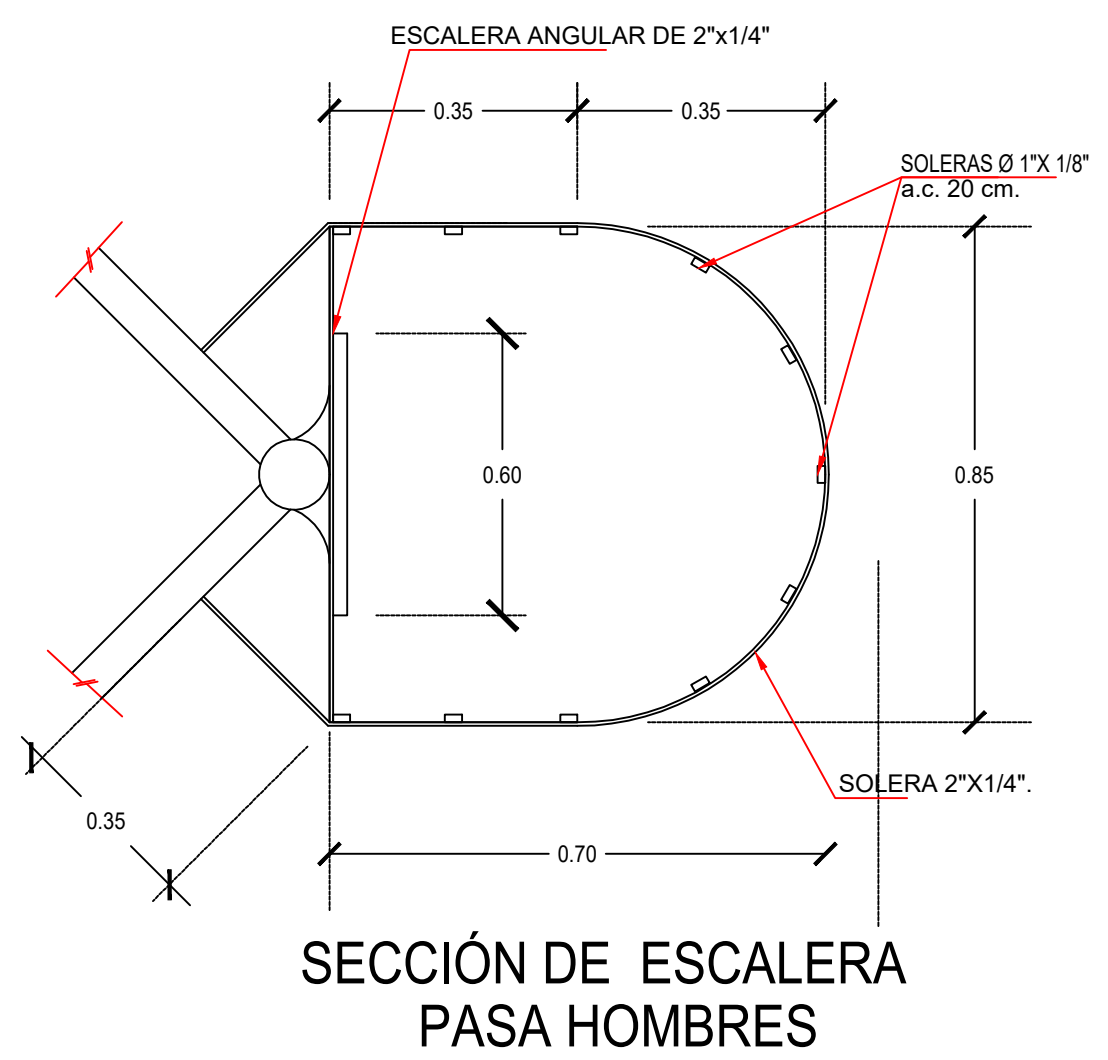 ESCALERA ANGULAR DE 2"x1/4"
0.35
0.35
SOLERAS Ø 1"X 1/8"
a.c. 20 cm.
0.60
0.85
SOLERA 2"X1/4".
0.35
0.70
SECCIÓN DE ESCALERA
PASA HOMBRES